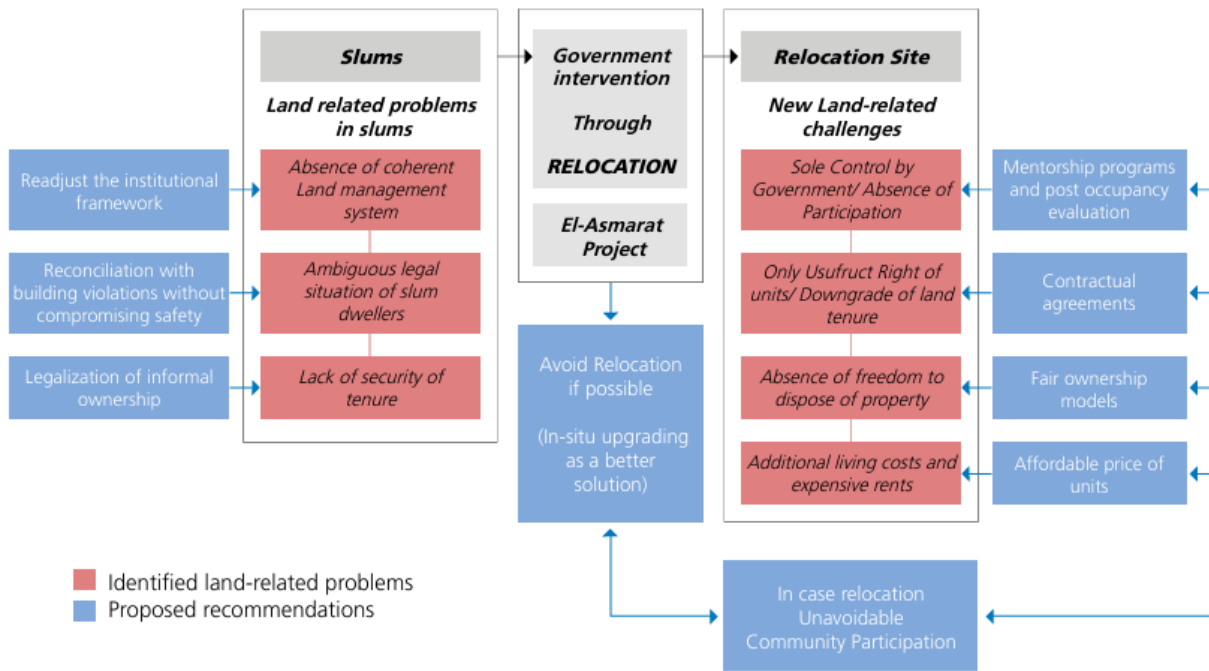 Slums
Land related problems
in slums
Readjust the institutional
framework
Absence of coherent
Land management
system
Reconciliation with
building violations without
compromising safety
Ambiguous legal
situation of slum
dwellers
Legalization of informal
ownership
Lack of security of
tenure
Government
intervention
Through
RELOCATION
El-Asmarat
Project
Avoid Relocation
if possible
(In-situ upgrading
as a better
solution)
Relocation Site
New Land-related
challenges
Sole Control by
Government/ Absence of
Participation
Mentorship programs
and post occupancy
evaluation
Only Usufruct Right of
units/ Downgrade of land
tenure
Contractual
agreements
Absence of freedom to
dispose of property
Fair ownership
models
Additional living costs and
expensive rents
Affordable price of
units
In case relocation
Unavoidable
Community Participation
Identified land-related problems
Proposed recommendations